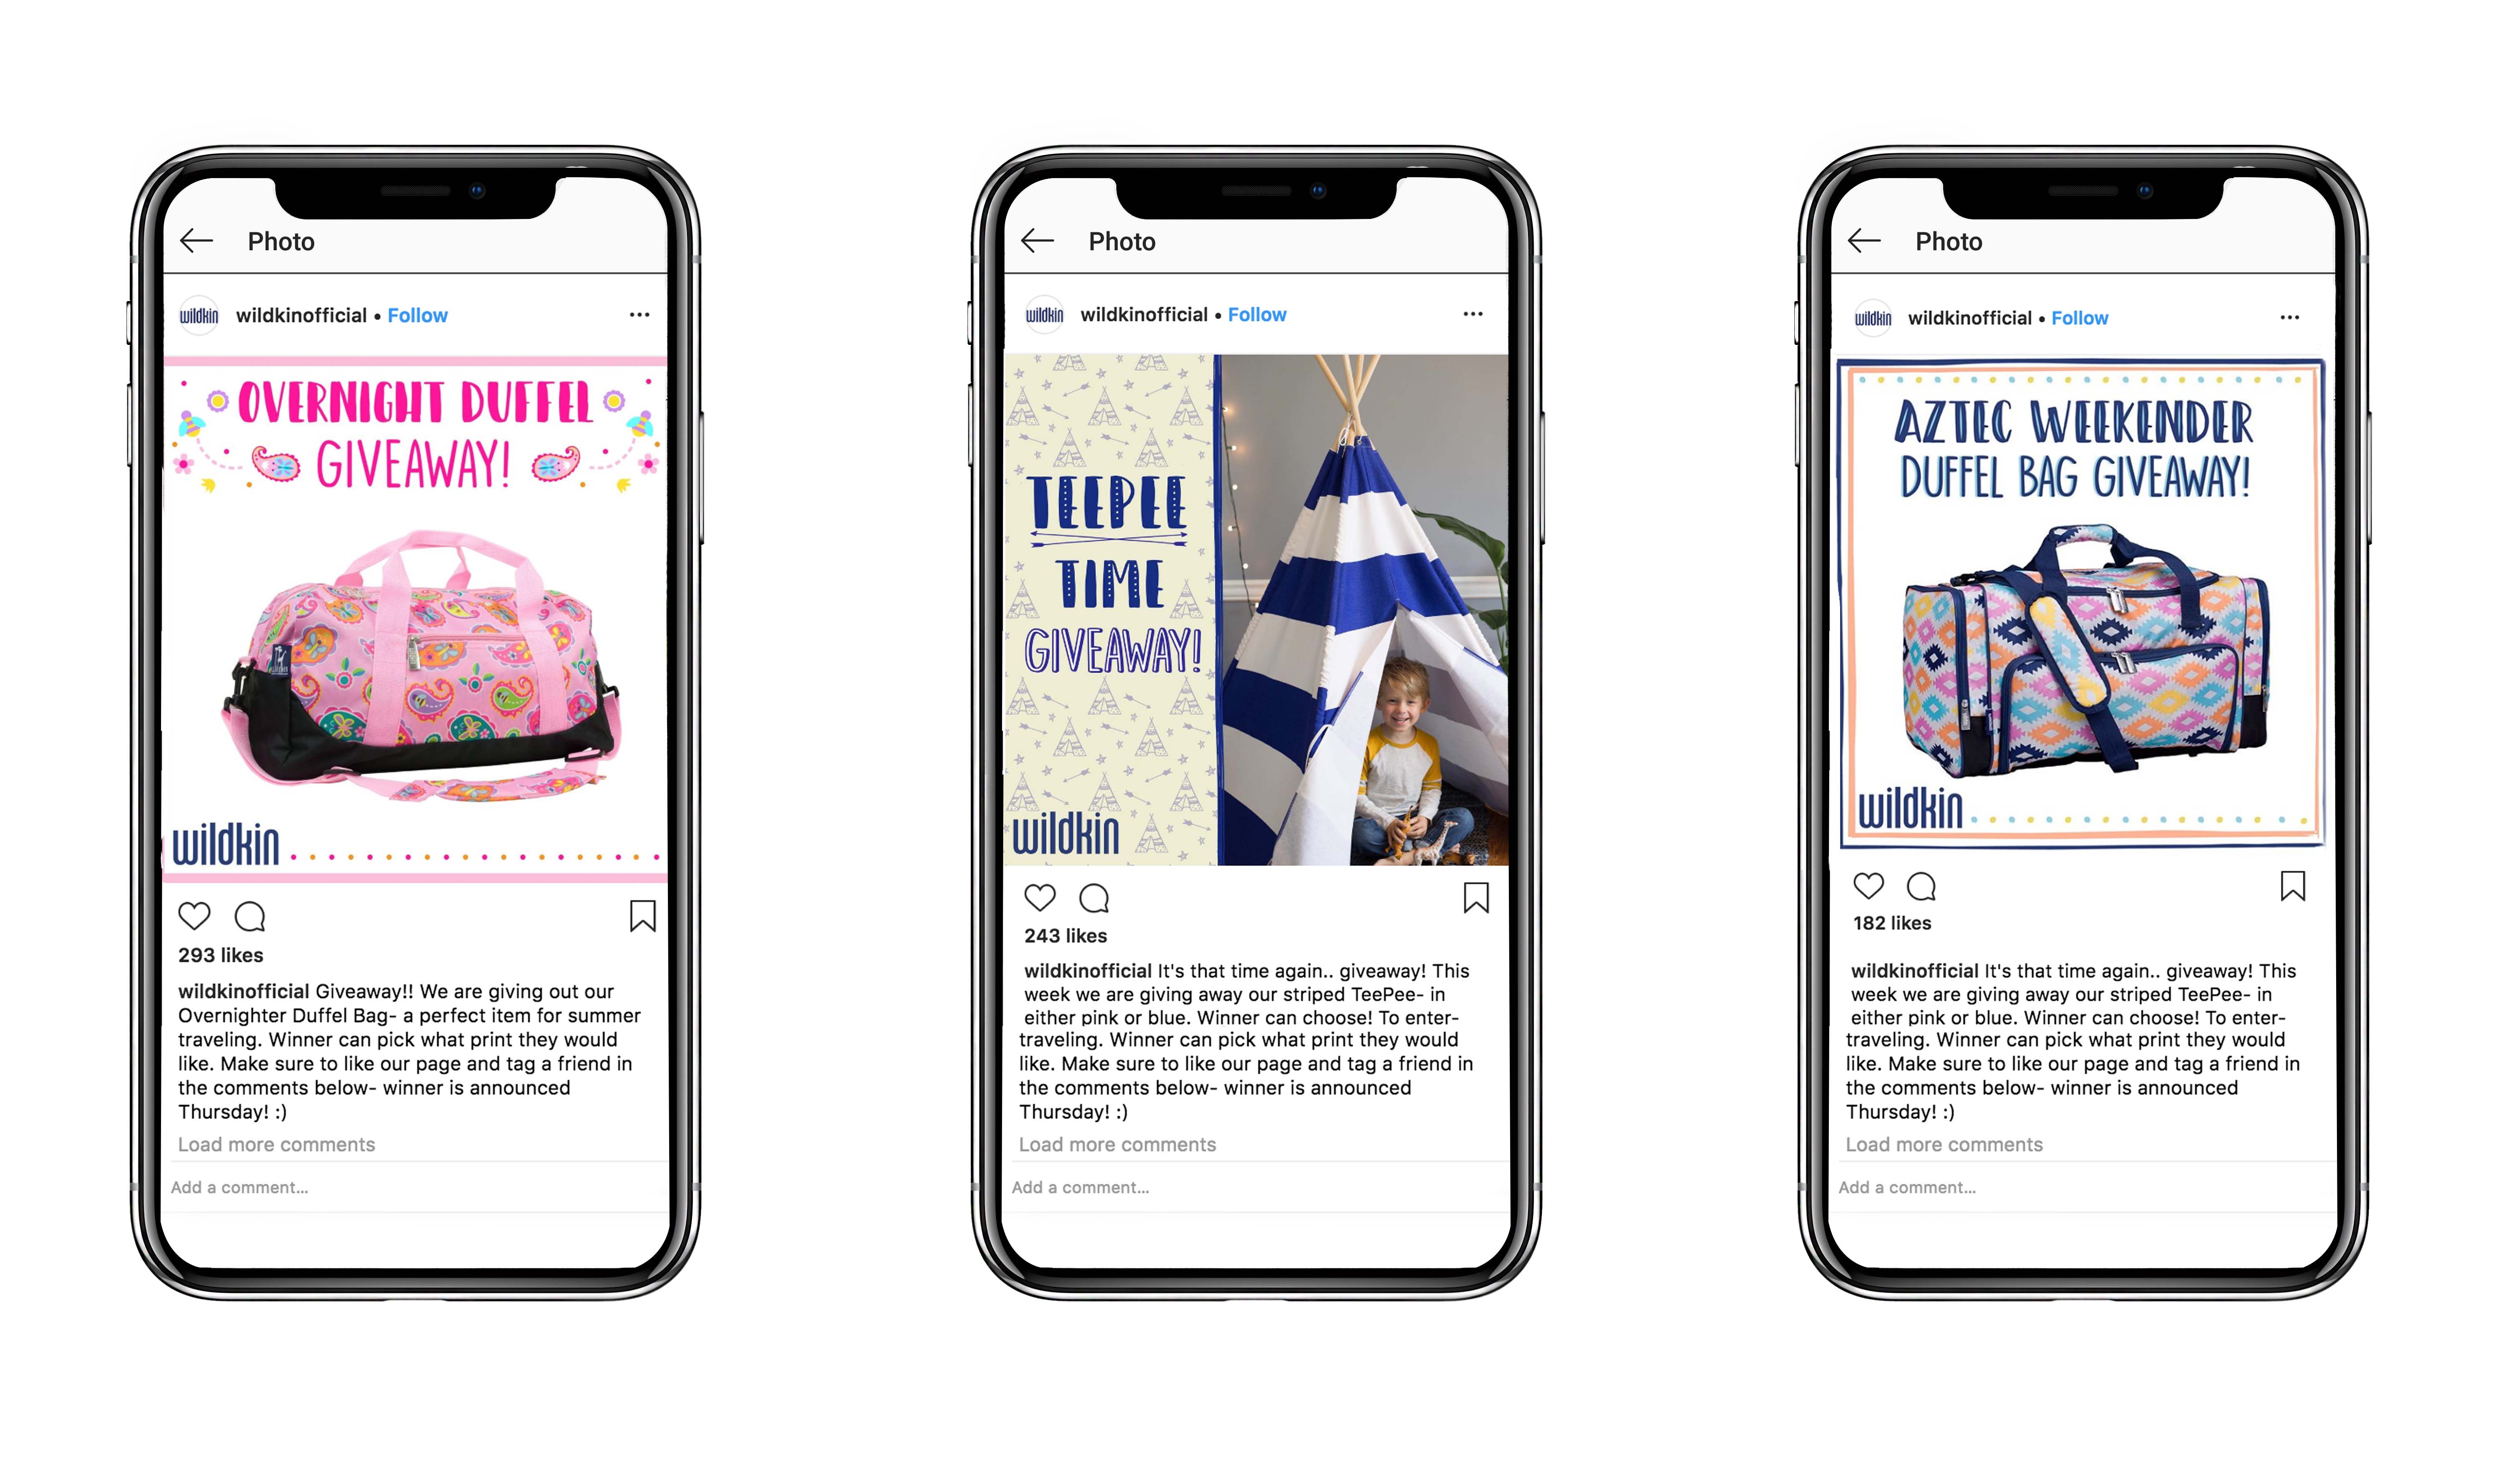 Photo
wildkin
wildkinofficial • Follow
OVERNIGHT DUFFEL
GIVEAWAY!
wildkin
293 likes
wildkinofficial Giveaway!! We are giving out our
Overnighter Duffel Bag- a perfect item for summer
traveling. Winner can pick what print they would
like. Make sure to like our page and tag a friend in
the comments below- winner is announced
Thursday! :)
Load more comments
Add a comment...
Photo
wildkin
wildkinofficial • Follow
TEEPEE
TIME
GIVEAWAY!
wildkin
243 likes
wildkinofficial It's that time again.. giveaway! This
week we are giving away our striped TeePee- in
either pink or blue. Winner can choose! To enter-
traveling. Winner can pick what print they would
like. Make sure to like our page and tag a friend in
the comments below- winner is announced
Thursday! :)
Load more comments
Add a comment...
Photo
wildkin
wildkinofficial • Follow
AZTEC WEEKENDER
DUFFEL BAG GIVEAWAY!
wildkin
182 likes
wildkinofficial It's that time again.. giveaway! This
week we are giving away our striped TeePee- in
either pink or blue. Winner can choose! To enter-
traveling. Winner can pick what print they would
like. Make sure to like our page and tag a friend in
the comments below- winner is announced
Thursday! :)
Load more comments
Add a comment...